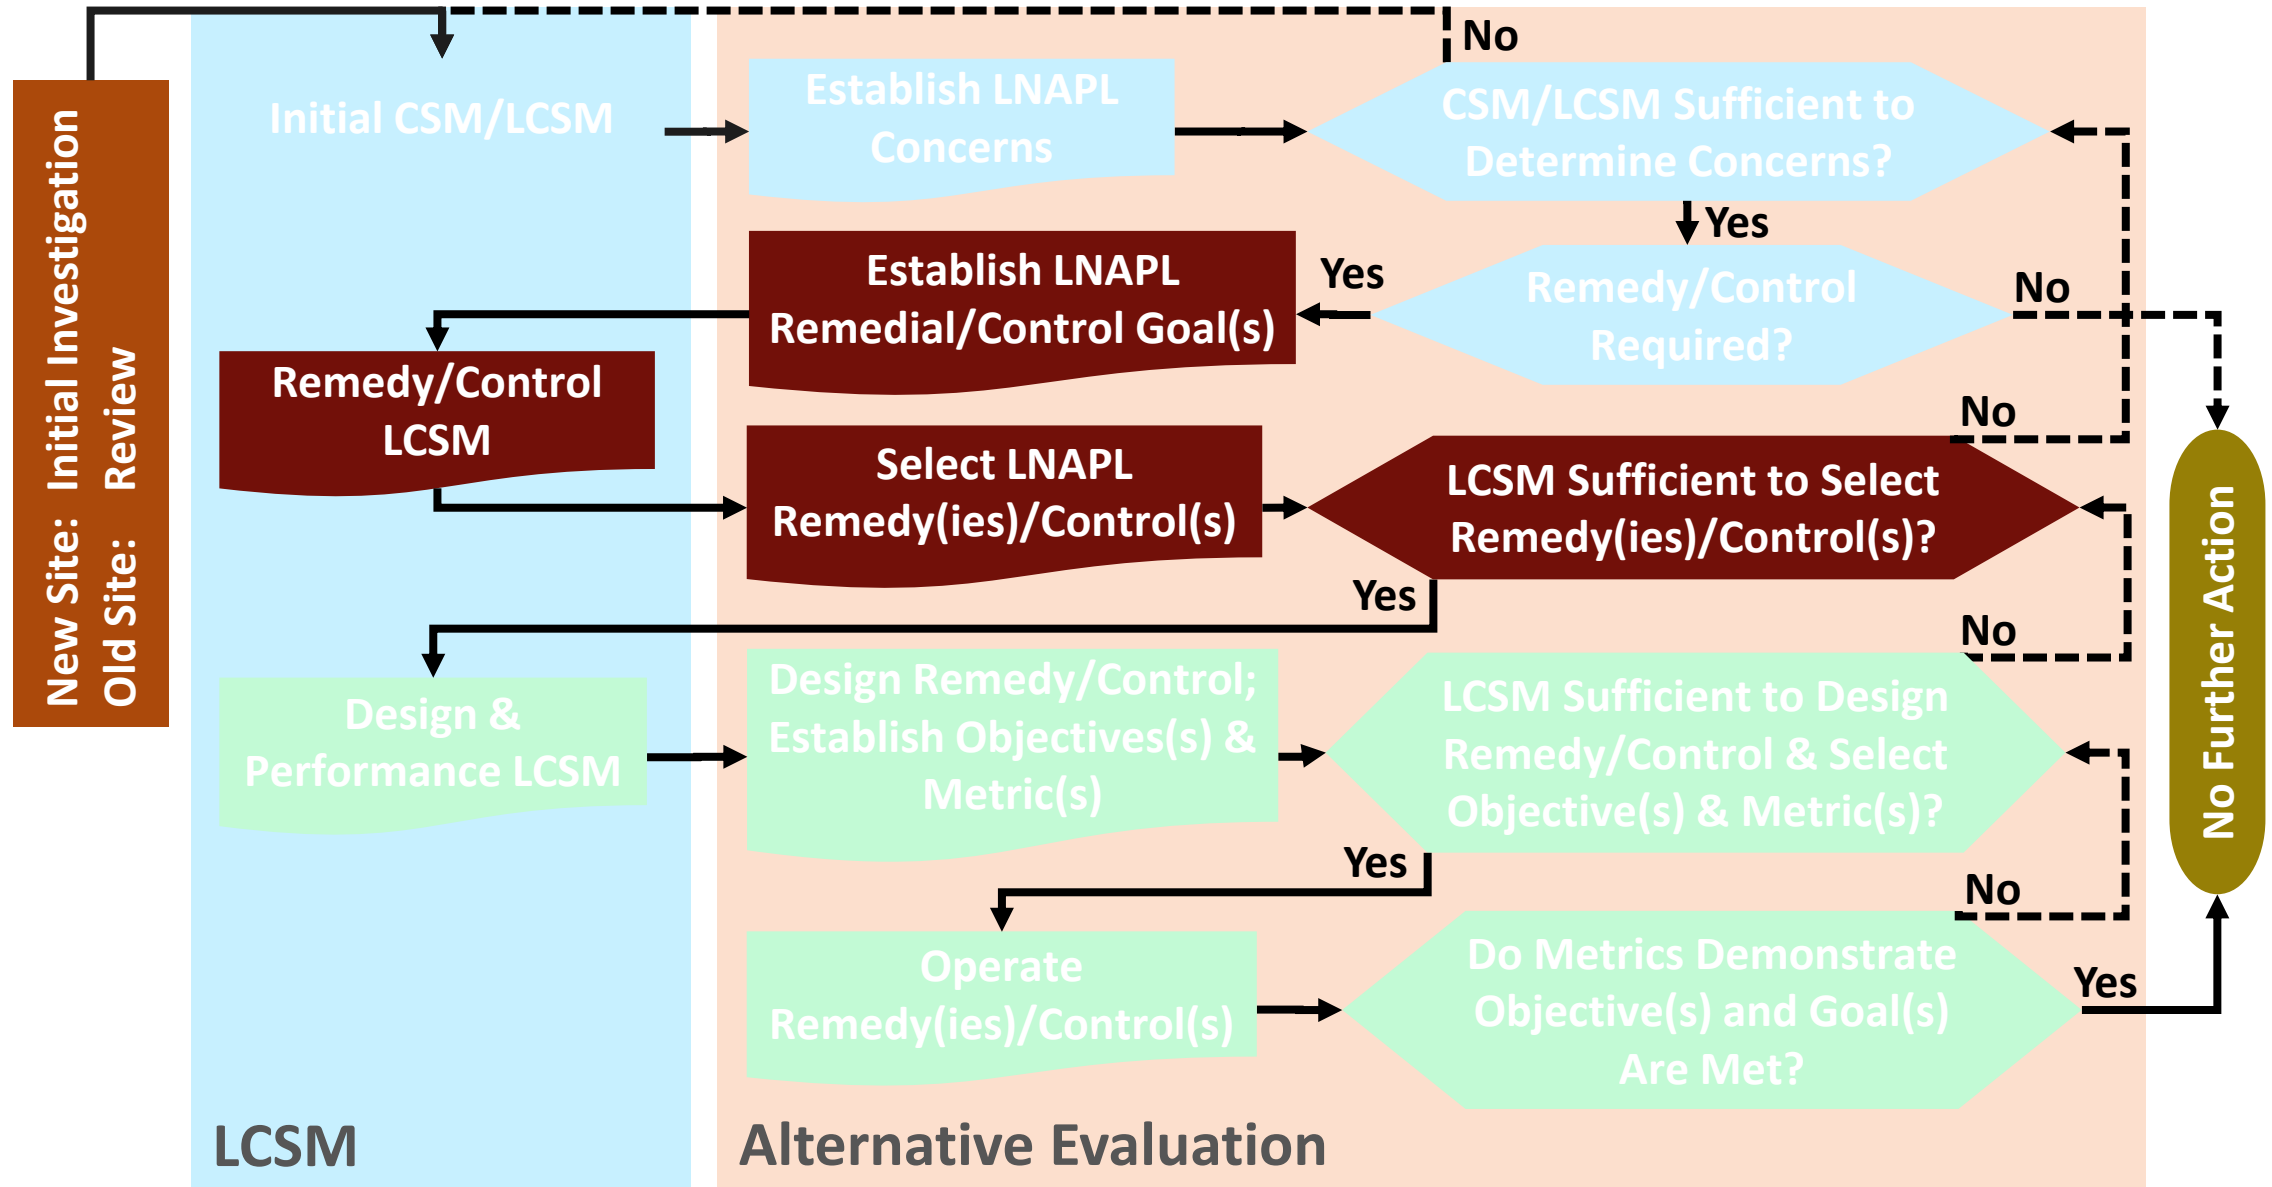 New Site:   Initial Investigation
Old Site:   Review
Initial CSM/LCSM
Establish LNAPL
Concerns
No
CSM/LCSM Sufficient to
Determine Concerns?
Yes
Establish LNAPL
Remedial/Control Goal(s)
Yes
Remedy/Control
Required?
No
Remedy/Control
LCSM
Select LNAPL
Remedy(ies)/Control(s)
No
LCSM Sufficient to Select
Remedy(ies)/Control(s)?
Yes
No
Design &
Performance LCSM
Design Remedy/Control;
Establish Objectives(s) &
Metric(s)
LCSM Sufficient to Design
Remedy/Control & Select
Objective(s) & Metric(s)?
Yes
No
Operate
Remedy(ies)/Control(s)
Do Metrics Demonstrate
Objective(s) and Goal(s)
Are Met?
Yes
No Further Action
LCSM
Alternative Evaluation